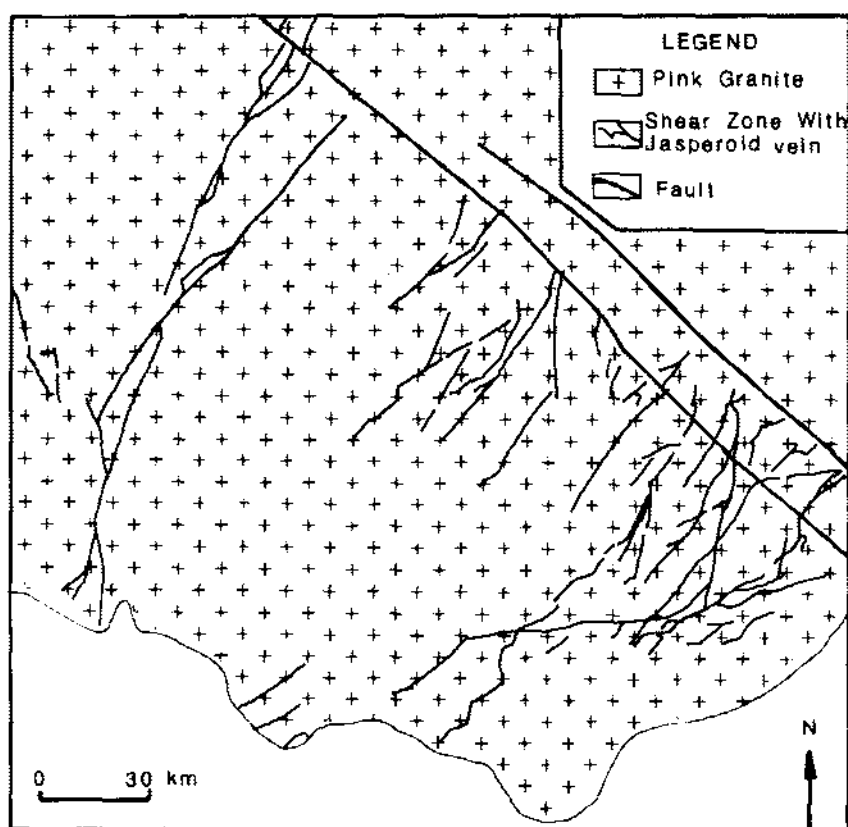 LEGEND
Pink Granite
Shear Zone With
Jasperoid vein
Fault
N
0 30 km